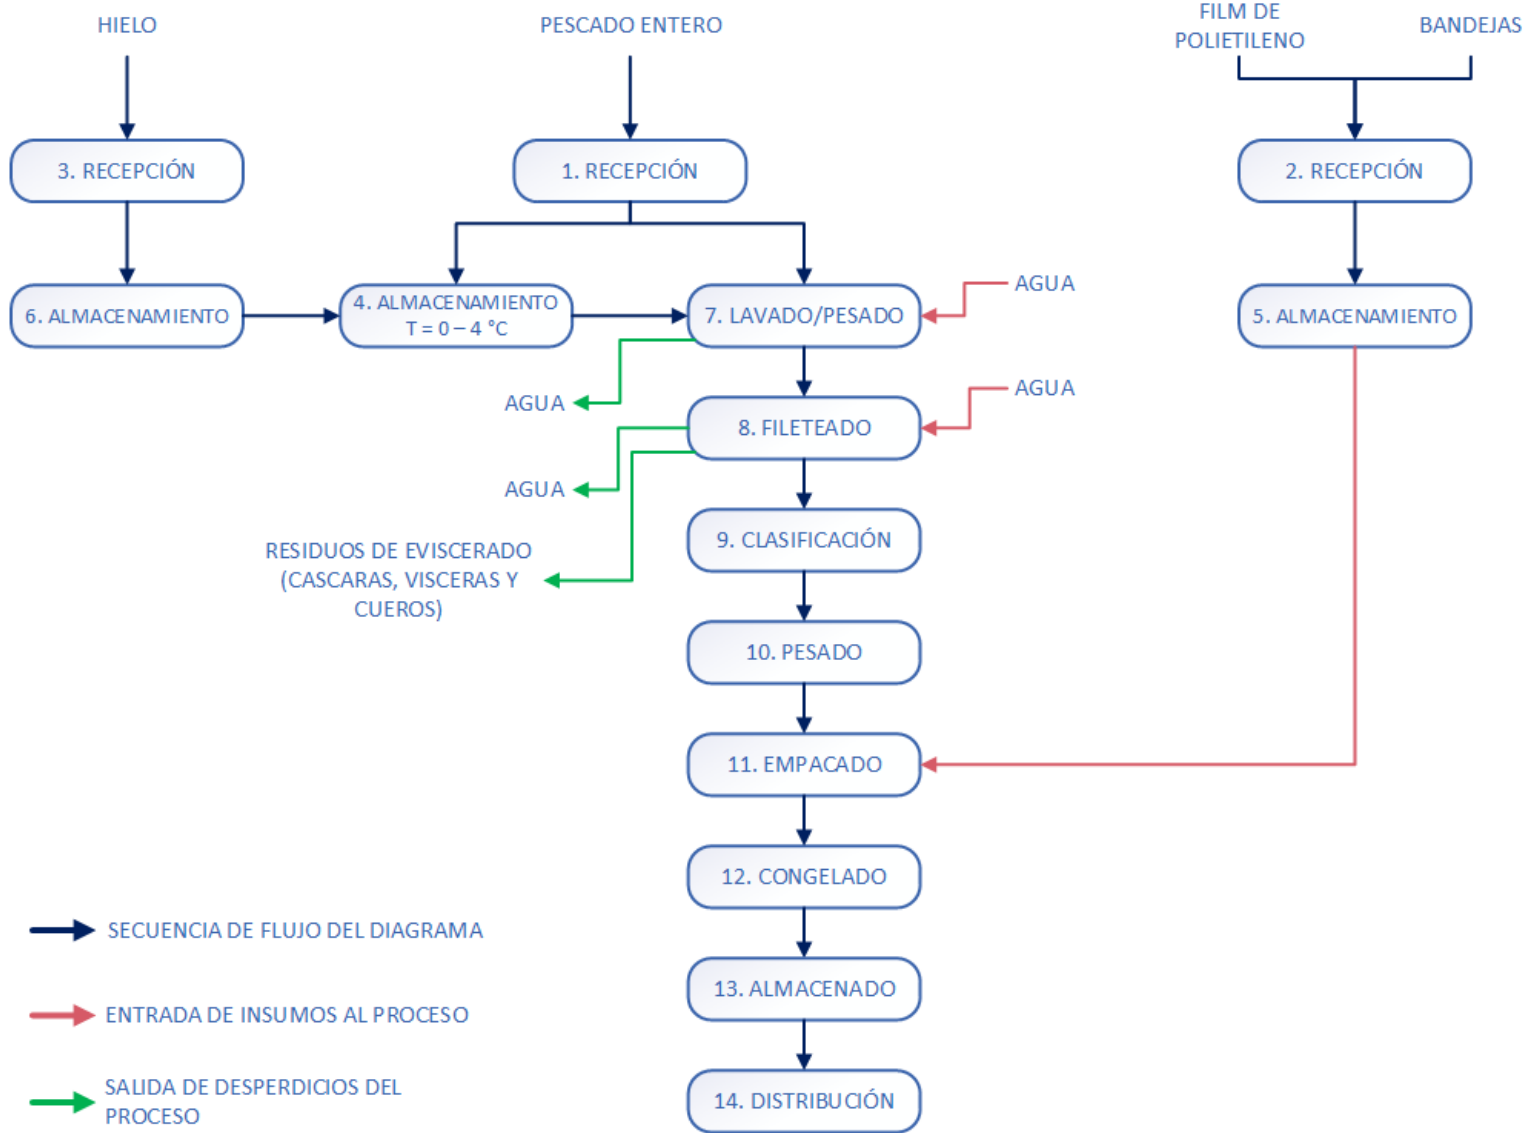 HIELO
PESCADO ENTERO
FILM DE
POLIETILENO
BANDEJAS
3. RECEPCIÓN
1. RECEPCIÓN
2. RECEPCIÓN
6. ALMACENAMIENTO
4. ALMACENAMIENTO
T = 0 – 4 °C
7. LAVADO/PESADO
AGUA
5. ALMACENAMIENTO
AGUA
AGUA
8. FILETEADO
AGUA
9. CLASIFICACIÓN
RESIDUOS DE EVISCERADO
(CASCARAS, VISCERAS Y
CUEROS)
10. PESADO
11. EMPACADO
12. CONGELADO
SECUENCIA DE FLUJO DEL DIAGRAMA
13. ALMACENADO
ENTRADA DE INSUMOS AL PROCESO
SALIDA DE DESPERDICIOS DEL
PROCESO
14. DISTRIBUCIÓN